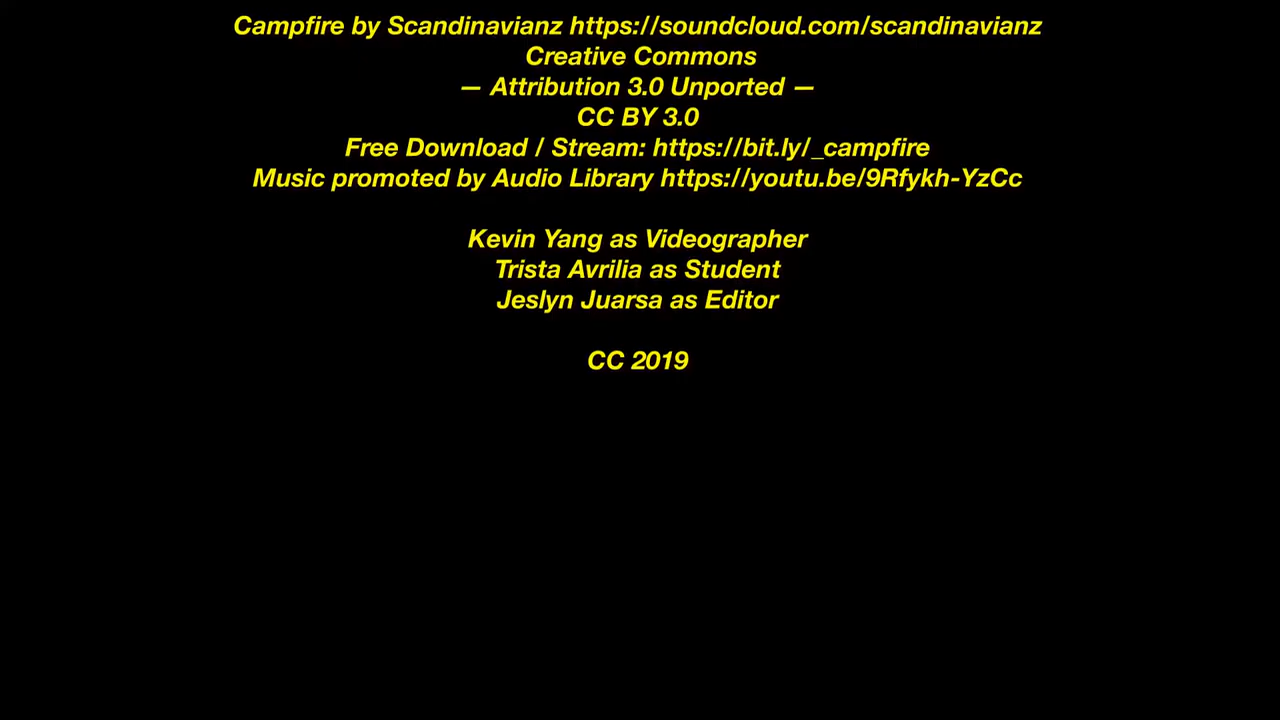 Campfire by Scandinavianz https://soundcloud.com/scandinavianz
Creative Commons
— Attribution 3.0 Unported —
CC BY 3.0
Free Download / Stream: https://bit.ly/_campfire
Music promoted by Audio Library https://youtu.be/9Rfykh-YzCc
Kevin Yang as Videographer
Trista Avrilia as Student
Jeslyn Juarsa as Editor
CC 2019